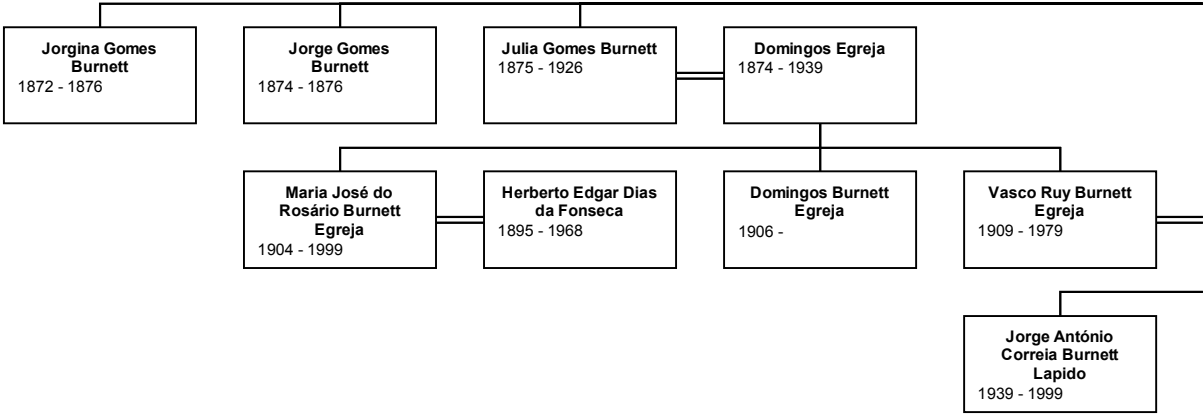 Jorgina Gomes
Burnett
1872 - 1876
Jorge Gomes
Burnett
1874 - 1876
Julia Gomes Burnett
1875 - 1926
Domingos Egreja
1874 - 1939
Maria José do
Rosário Burnett
Egreja
1904 - 1999
Herberto Edgar Dias
da Fonseca
1895 - 1968
Domingos Burnett
Egreja
1906 -
Vasco Ruy Burnett
Egreja
1909 - 1979
Jorge António
Correia Burnett
Lapido
1939 - 1999